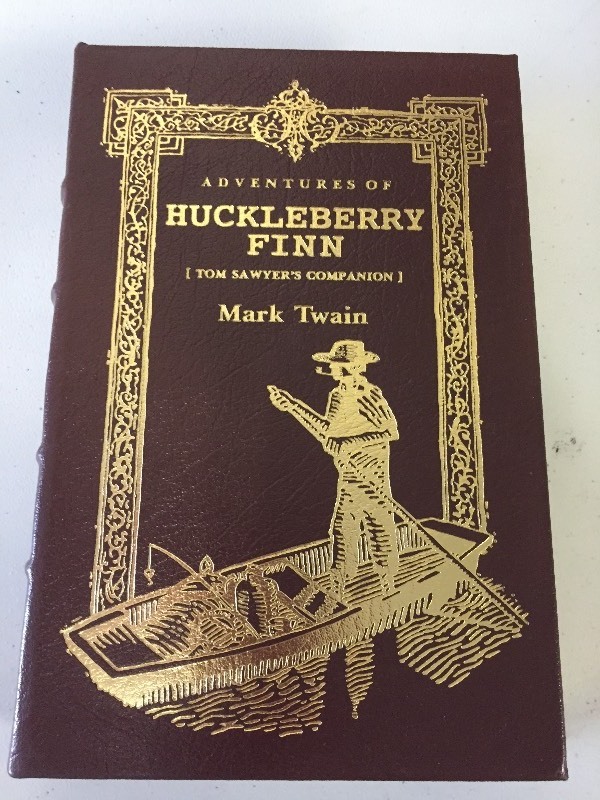 ADVENTURES OF
HUCKLEBERRY
FINN
[ TOM SAWYER'S COMPANION ]
Mark Twain